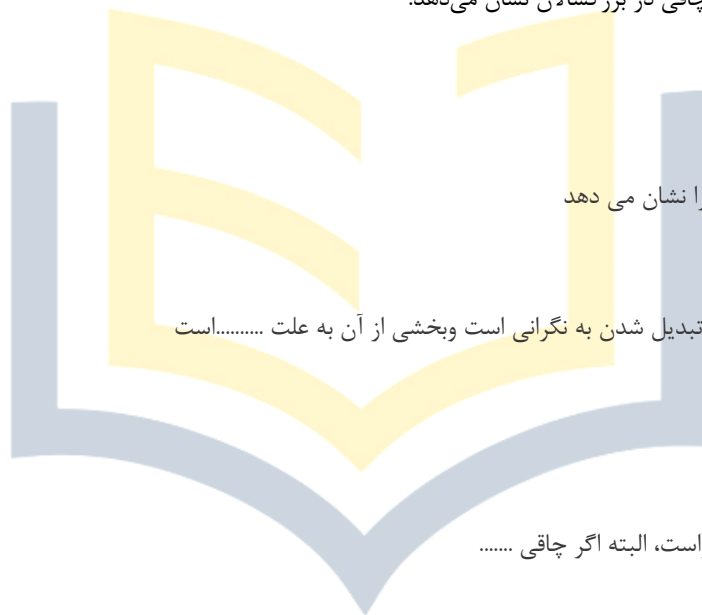 چاقی در بزرگسالان نشان می‌دهد.
را نشان می دهد
تبدیل شدن به نگرانی است وبخشی از آن به علت ..........است
است، البته اگر چاقی .......